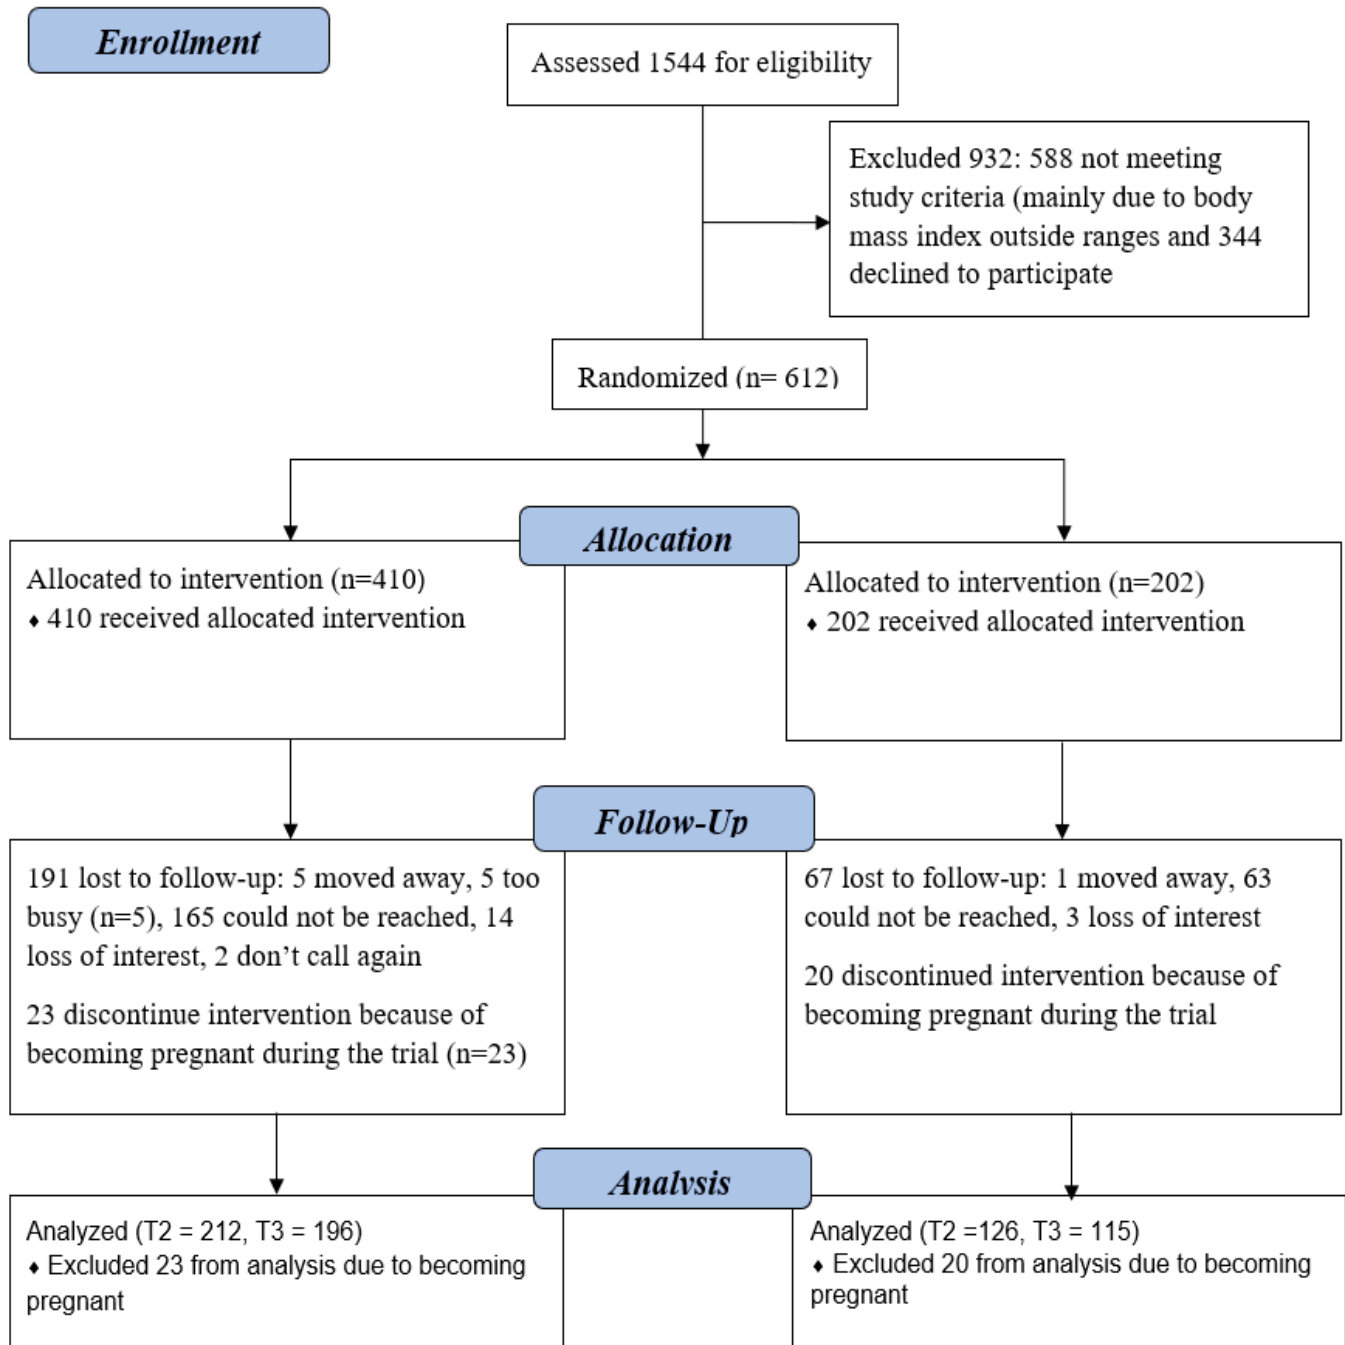 Enrollment
Assessed 1544 for eligibility
Excluded 932: 588 not meeting
study criteria (mainly due to body
mass index outside ranges and 344
declined to participate
Randomized (n= 612)
Allocation
Allocated to intervention (n=410)
♦ 410 received allocated intervention
Allocated to intervention (n=202)
♦ 202 received allocated intervention
Follow-Up
191 lost to follow-up: 5 moved away, 5 too
busy (n=5), 165 could not be reached, 14
loss of interest, 2 don’t call again
23 discontinue intervention because of
becoming pregnant during the trial (n=23)
67 lost to follow-up: 1 moved away, 63
could not be reached, 3 loss of interest
20 discontinued intervention because of
becoming pregnant during the trial
Analysis
Analyzed (T2 = 212, T3 = 196)
♦ Excluded 23 from analysis due to becoming
pregnant
Analyzed (T2 =126, T3 = 115)
♦ Excluded 20 from analysis due to becoming
pregnant